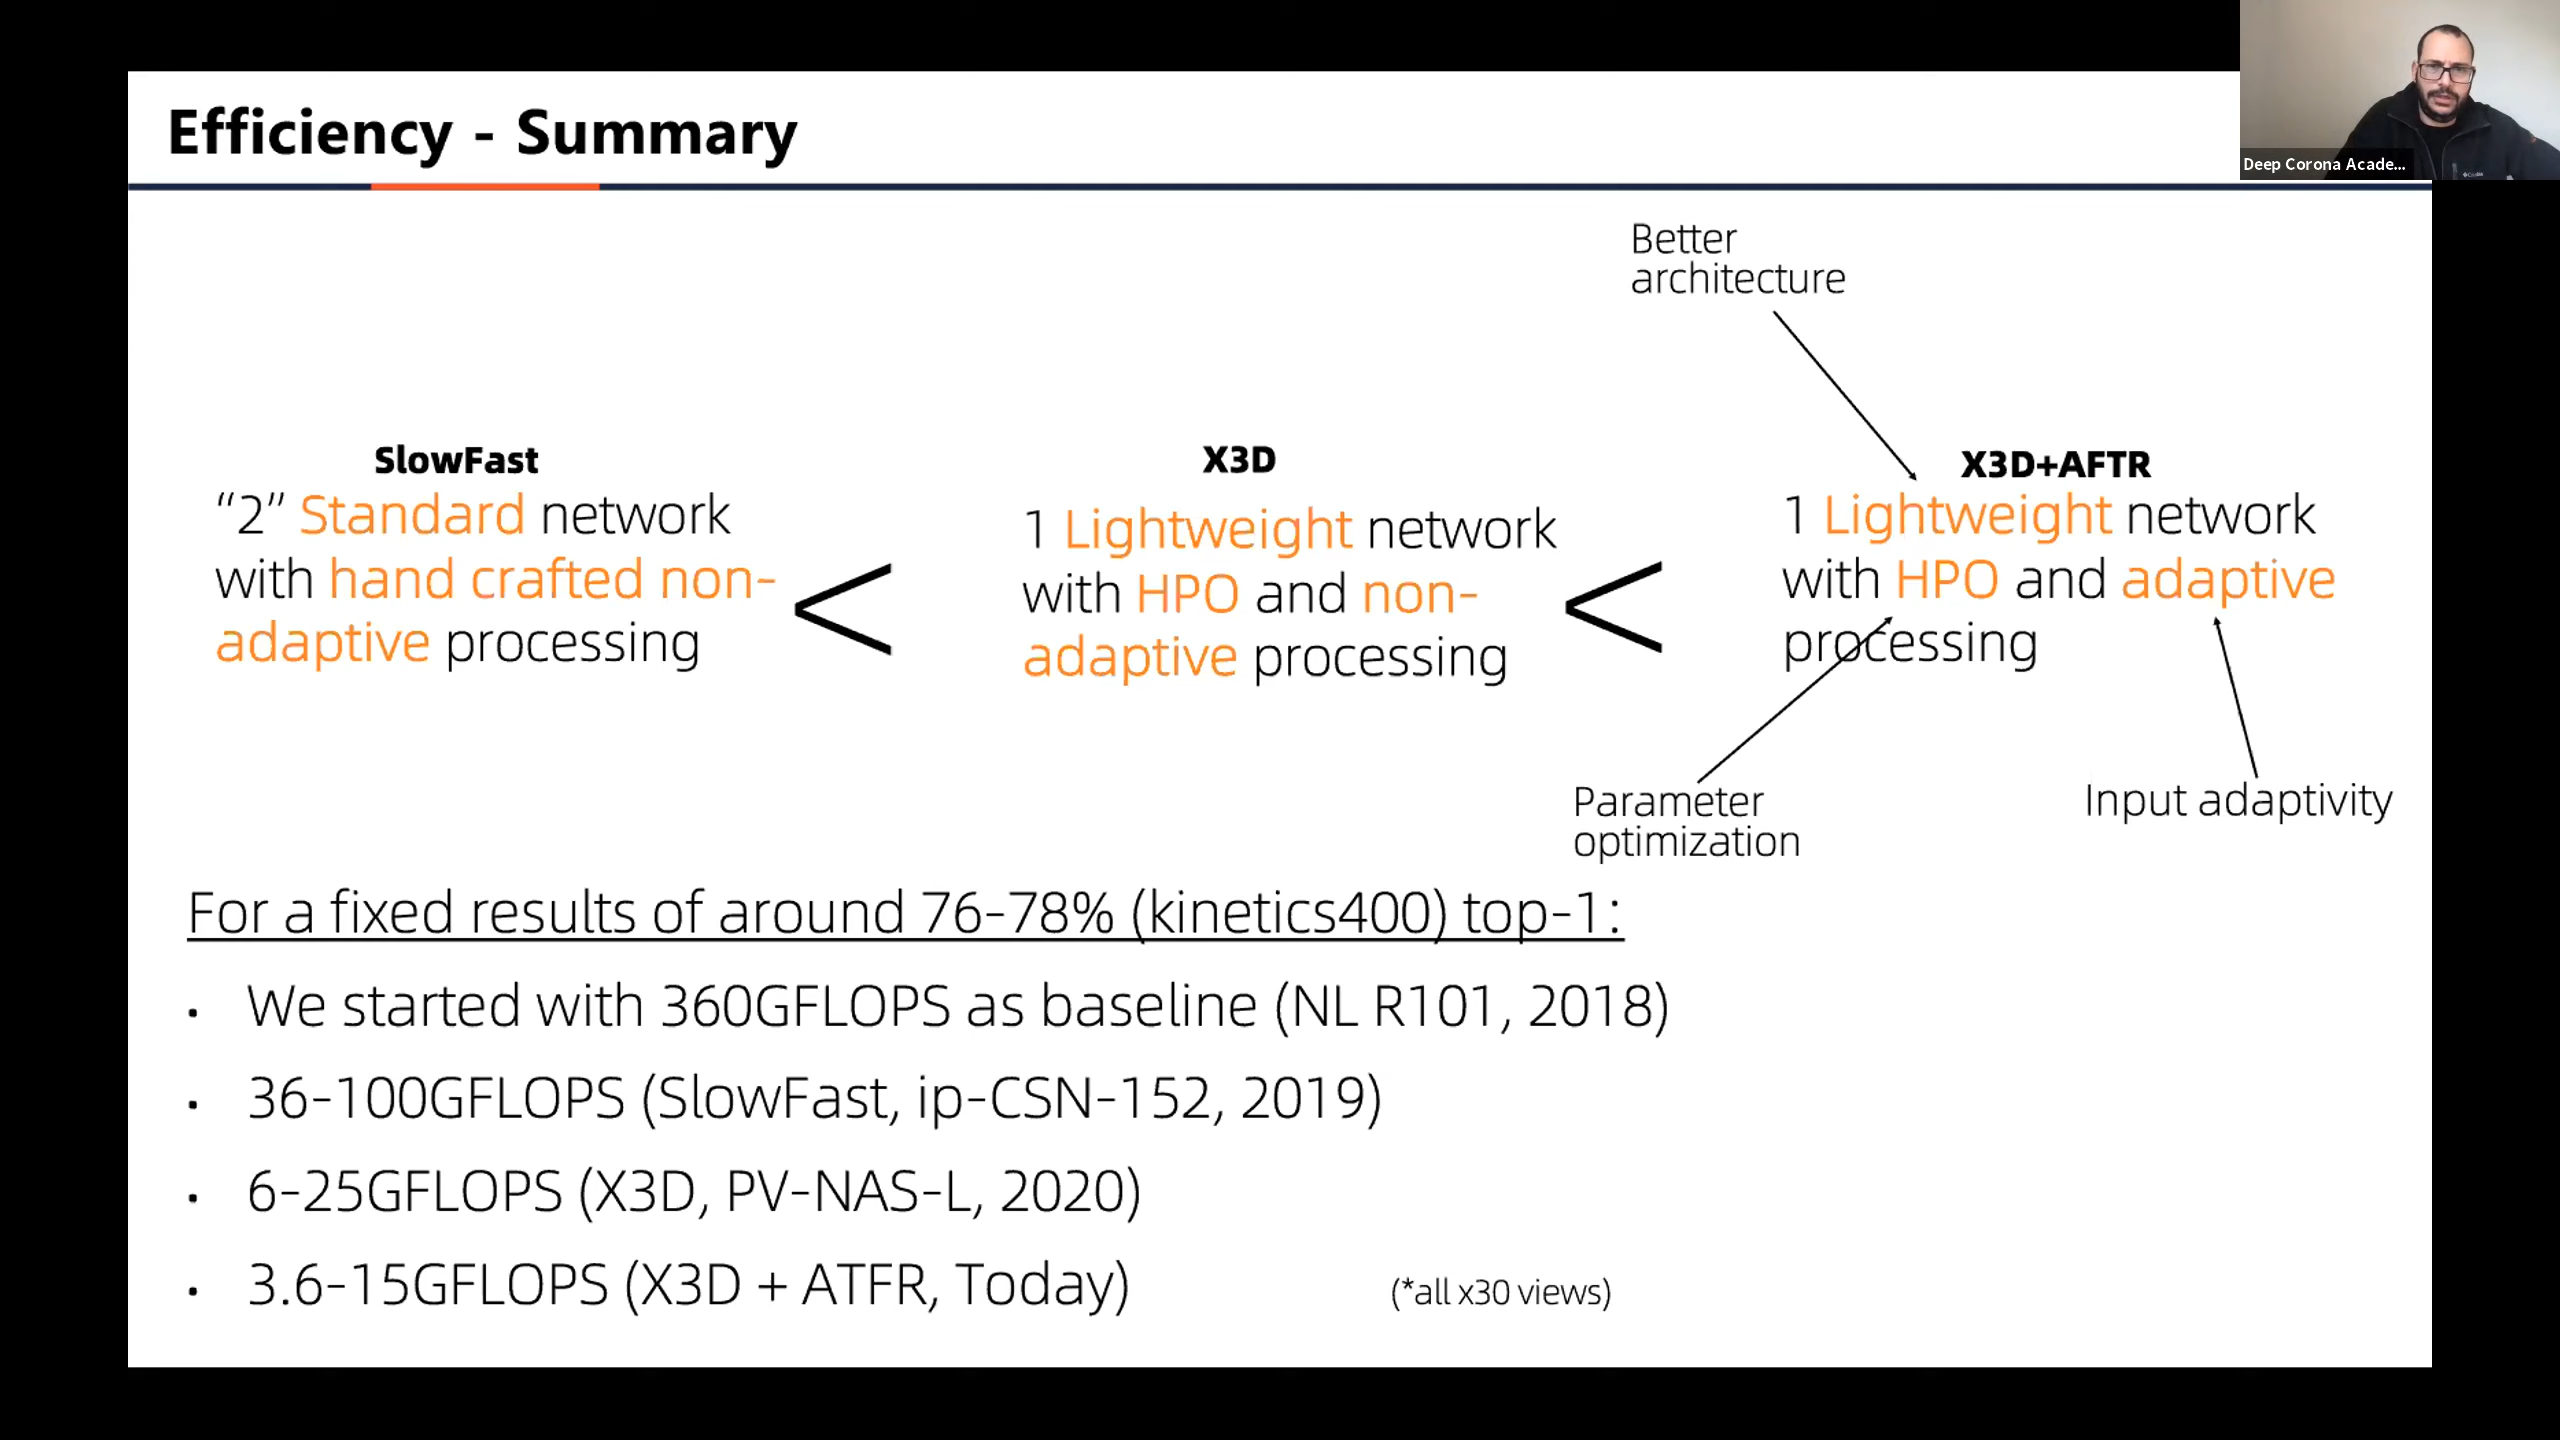 Efficiency - Summary
Deep Corona Acade...
Better
architecture
SlowFast
“2” Standard network
with hand crafted non-
adaptive processing
<
X3D
1 Lightweight network
with HPO and non-
adaptive processing
<
X3D+AFTR
1 Lightweight network
with HPO and adaptive
processing
Parameter
optimization
Input adaptivity
For a fixed results of around 76-78% (kinetics400) top-1:
• We started with 360GFLOPS as baseline (NL R101, 2018)
• 36-100GFLOPS (SlowFast, ip-CSN-152, 2019)
• 6-25GFLOPS (X3D, PV-NAS-L, 2020)
• 3.6-15GFLOPS (X3D + ATFR, Today)
(*all x30 views)